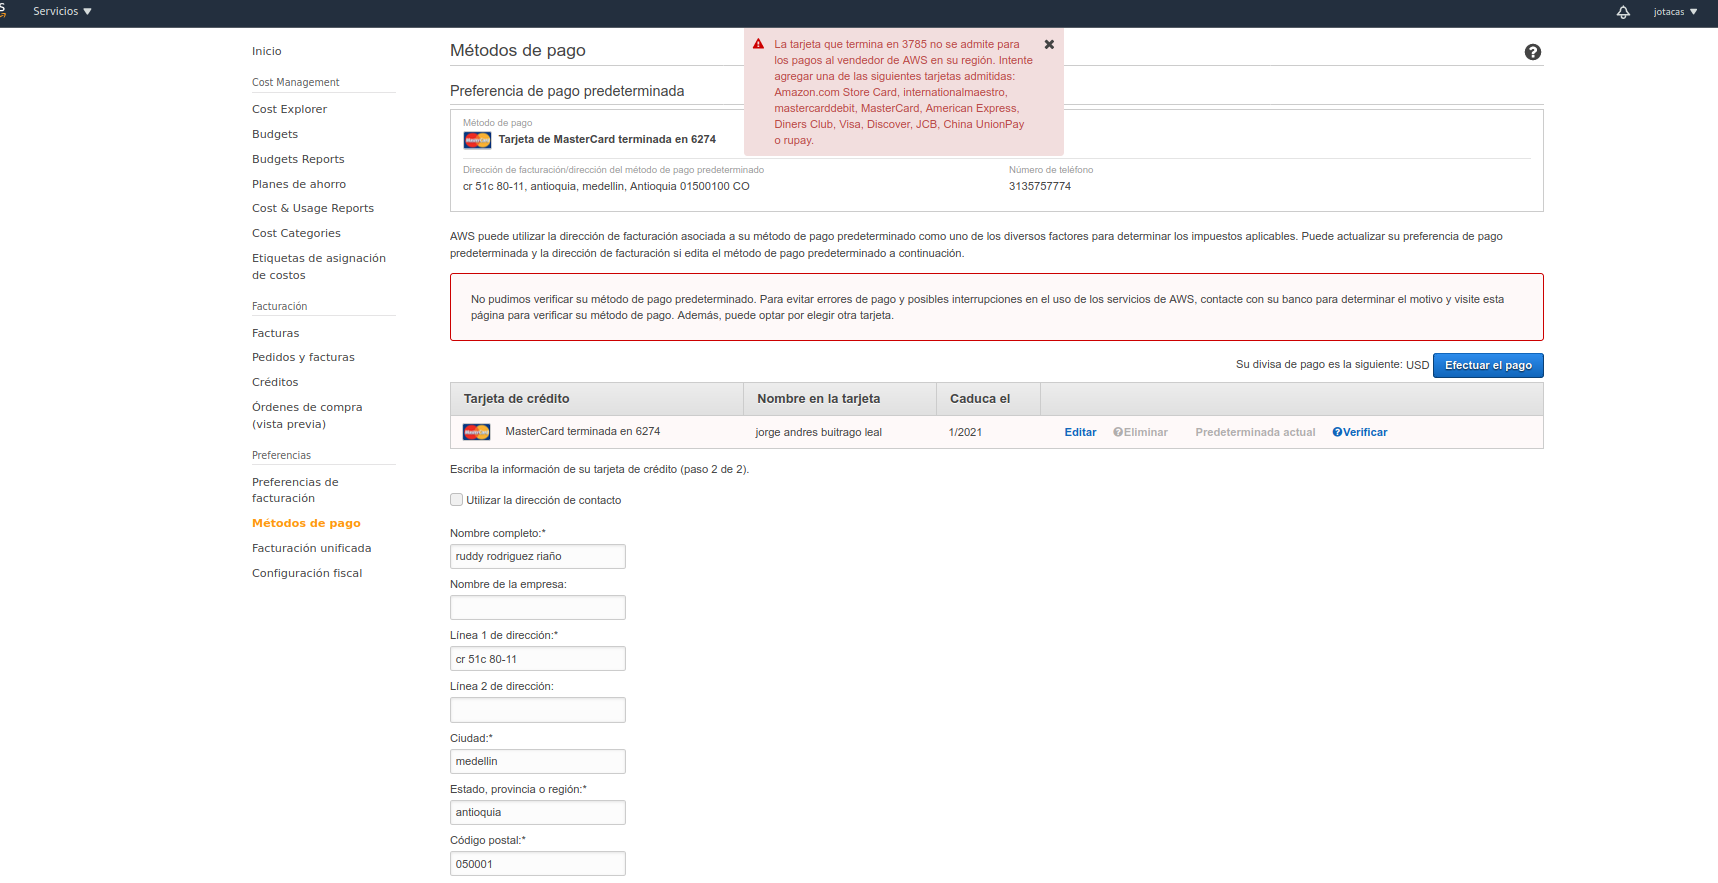 Servicios
jotacas
Inicio
Cost Management
Cost Explorer
Budgets
Budgets Reports
Planes de ahorro
Cost & Usage Reports
Cost Categories
Etiquetas de asignación
de costos
Facturación
Facturas
Pedidos y facturas
Créditos
Órdenes de compra
(vista previa)
Preferencias
Preferencias de
facturación
Métodos de pago
Facturación unificada
Configuración fiscal
Métodos de pago
La tarjeta que termina en 3785 no se admite para
los pagos al vendedor de AWS en su región. Intente
agregar una de las siguientes tarjetas admitidas:
Amazon.com Store Card, internationalmaestro,
mastercarddebit, MasterCard, American Express,
Diners Club, Visa, Discover, JCB, China UnionPay
o rupay.
Preferencia de pago predeterminada
Método de pago
MasterCard Tarjeta de MasterCard terminada en 6274
Dirección de facturación/dirección del método de pago predeterminado
cr 51c 80-11, antioquia, medellin, Antioquia 01500100 CO
Número de teléfono
3135757774
AWS puede utilizar la dirección de facturación asociada a su método de pago predeterminado como uno de los diversos factores para determinar los impuestos aplicables. Puede actualizar su preferencia de pago
predeterminada y la dirección de facturación si edita el método de pago predeterminado a continuación.
No pudimos verificar su método de pago predeterminado. Para evitar errores de pago y posibles interrupciones en el uso de los servicios de AWS, contacte con su banco para determinar el motivo y visite esta
página para verificar su método de pago. Además, puede optar por elegir otra tarjeta.
Su divisa de pago es la siguiente: USD Efectuar el pago
Tarjeta de crédito Nombre en la tarjeta Caduca el
MasterCard MasterCard terminada en 6274 jorge andres buitrago leal 1/2021 Editar Eliminar Predeterminada actual Verificar
Escriba la información de su tarjeta de crédito (paso 2 de 2).
Utilizar la dirección de contacto
Nombre completo:*
ruddy rodriguez riaño
Nombre de la empresa:
Línea 1 de dirección:*
cr 51c 80-11
Línea 2 de dirección:
Ciudad:*
medellin
Estado, provincia o región:*
antioquia
Código postal:*
050001